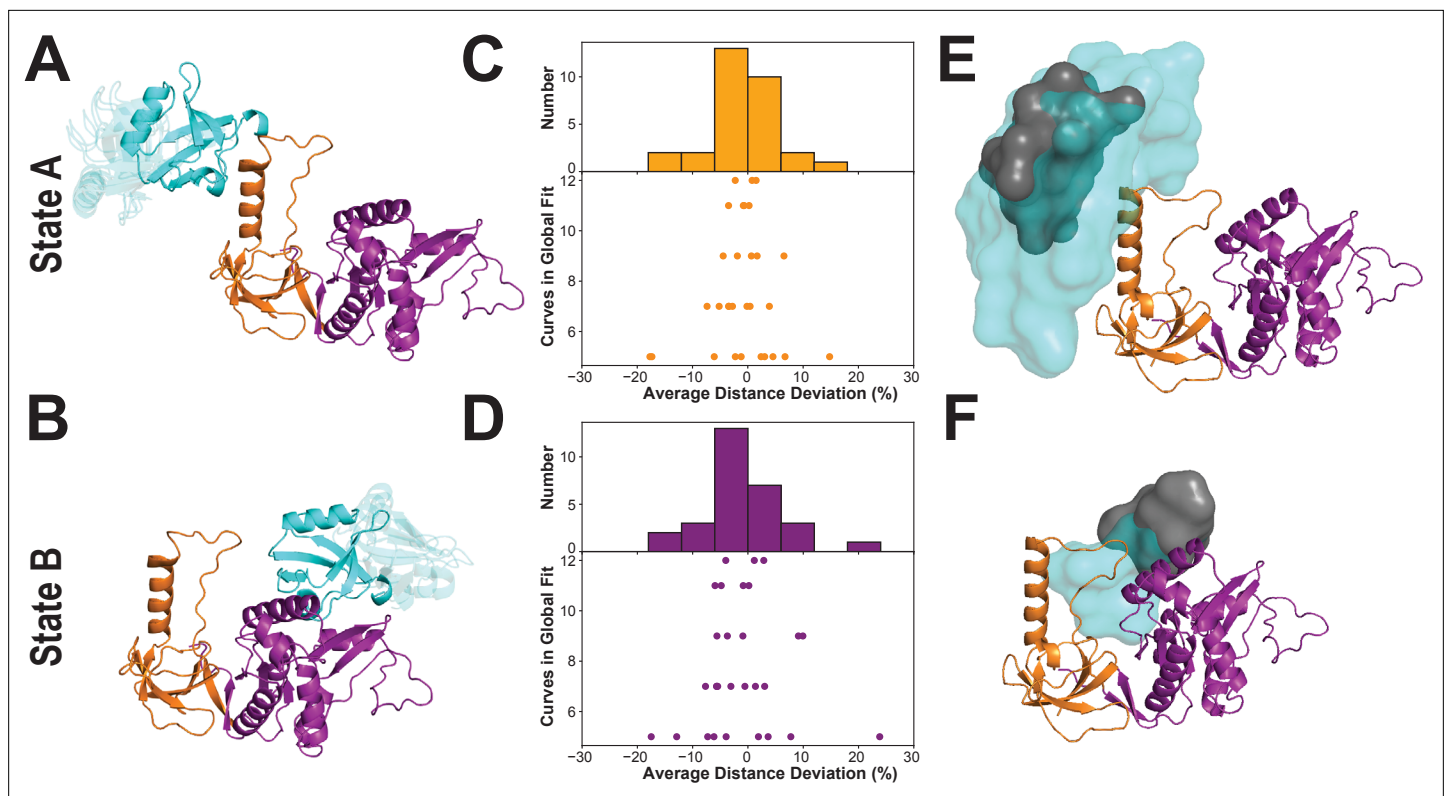 A
State A
B
State B
C
Number
10
5
0
Curves in Global Fit
12
10
8
6
−30 −20 −10 0 10 20 30
Average Distance Deviation (%)
D
Number
10
5
0
Curves in Global Fit
12
10
8
6
−30 −20 −10 0 10 20 30
Average Distance Deviation (%)
E
F